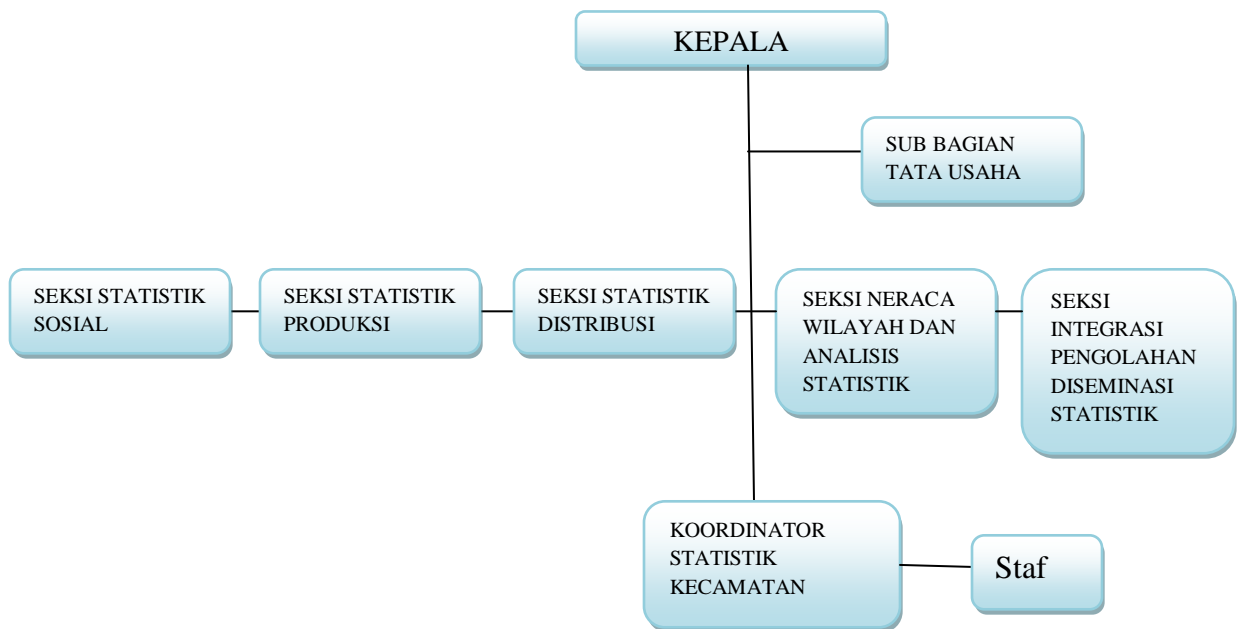 KEPALA
SUB BAGIAN
TATA USAHA
SEKSI STATISTIK
SOSIAL
SEKSI STATISTIK
PRODUKSI
SEKSI STATISTIK
DISTRIBUSI
SEKSI NERACA
WILAYAH DAN
ANALISIS
STATISTIK
SEKSI
INTEGRASI
PENGOLAHAN
DISEMINASI
STATISTIK
KOORDINATOR
STATISTIK
KECAMATAN
Staf